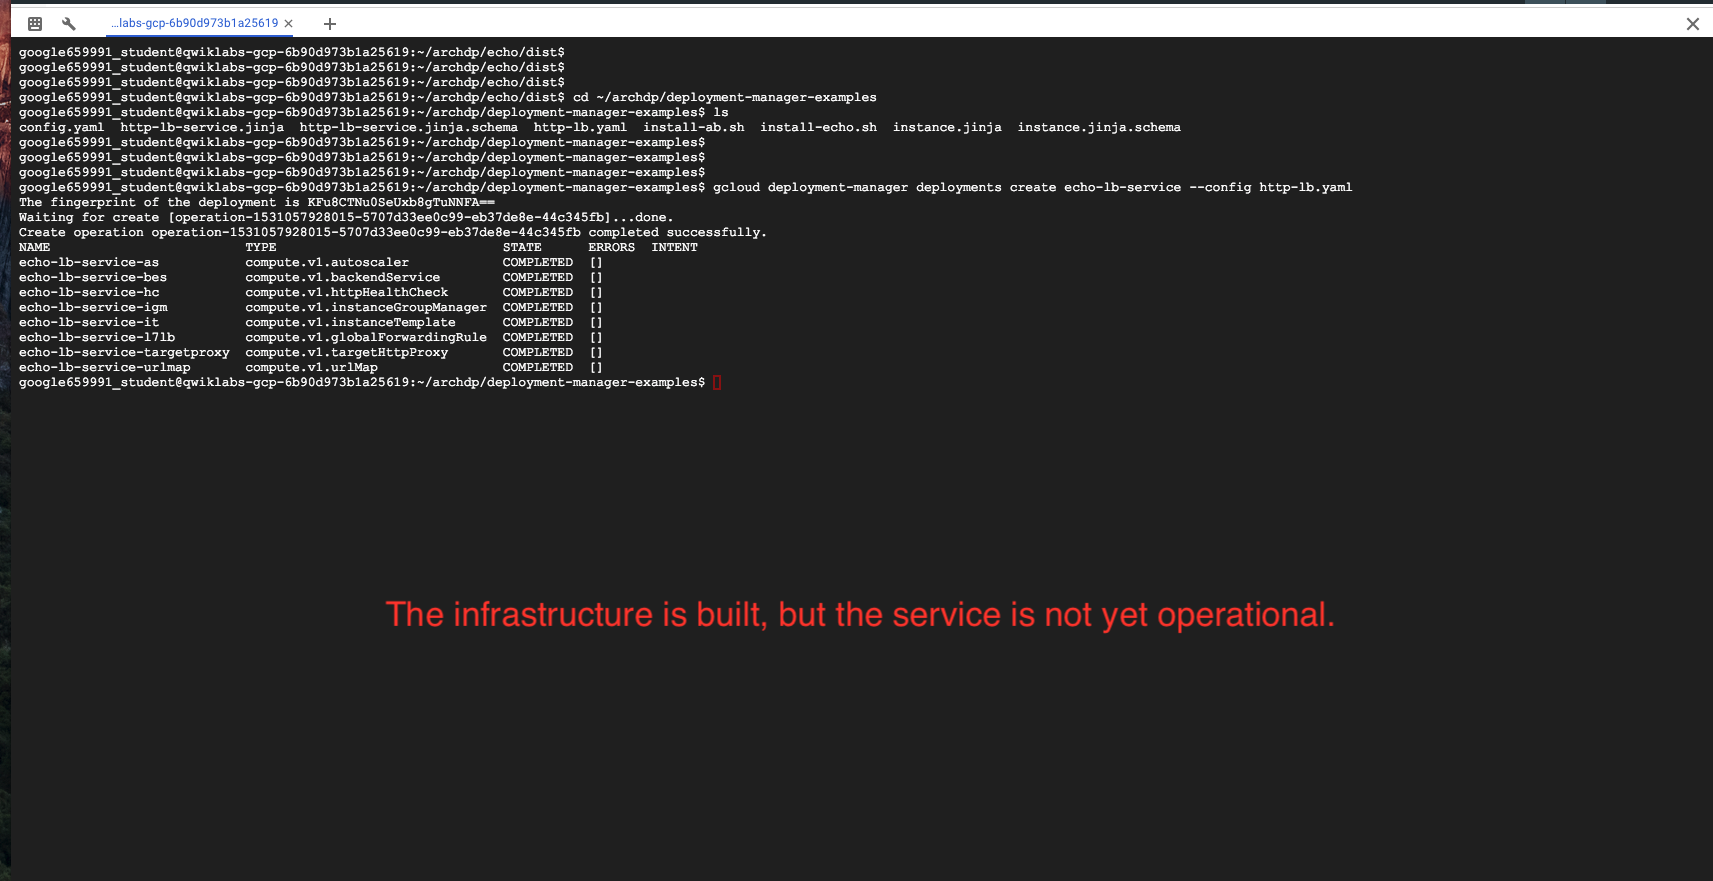 ...labs-gcp-6b90d973b1a25619 × +
google659991_student@qwiklabs-gcp-6b90d973b1a25619:~/archdp/echo/dist$
google659991_student@qwiklabs-gcp-6b90d973b1a25619:~/archdp/echo/dist$
google659991_student@qwiklabs-gcp-6b90d973b1a25619:~/archdp/echo/dist$
google659991_student@qwiklabs-gcp-6b90d973b1a25619:~/archdp/echo/dist$ cd ~/archdp/deployment-manager-examples
google659991_student@qwiklabs-gcp-6b90d973b1a25619:~/archdp/deployment-manager-examples$ ls
config.yaml  http-lb-service.jinja  http-lb-service.jinja.schema  http-lb.yaml  install-ab.sh  install-echo.sh  instance.jinja  instance.jinja.schema
google659991_student@qwiklabs-gcp-6b90d973b1a25619:~/archdp/deployment-manager-examples$
google659991_student@qwiklabs-gcp-6b90d973b1a25619:~/archdp/deployment-manager-examples$
google659991_student@qwiklabs-gcp-6b90d973b1a25619:~/archdp/deployment-manager-examples$
google659991_student@qwiklabs-gcp-6b90d973b1a25619:~/archdp/deployment-manager-examples$ gcloud deployment-manager deployments create echo-lb-service --config http-lb.yaml
The fingerprint of the deployment is KFu8CTNu0SeUxb8gTuNNFA==
Waiting for create [operation-1531057928015-5707d33ee0c99-eb37de8e-44c345fb]...done.
Create operation operation-1531057928015-5707d33ee0c99-eb37de8e-44c345fb completed successfully.
NAME                         TYPE                             STATE      ERRORS  INTENT
echo-lb-service-as           compute.v1.autoscaler            COMPLETED  []
echo-lb-service-bes          compute.v1.backendService        COMPLETED  []
echo-lb-service-hc           compute.v1.httpHealthCheck       COMPLETED  []
echo-lb-service-igm          compute.v1.instanceGroupManager  COMPLETED  []
echo-lb-service-it           compute.v1.instanceTemplate      COMPLETED  []
echo-lb-service-l7lb         compute.v1.globalForwardingRule  COMPLETED  []
echo-lb-service-targetproxy  compute.v1.targetHttpProxy       COMPLETED  []
echo-lb-service-urlmap       compute.v1.urlMap                COMPLETED  []
google659991_student@qwiklabs-gcp-6b90d973b1a25619:~/archdp/deployment-manager-examples$
The infrastructure is built, but the service is not yet operational.